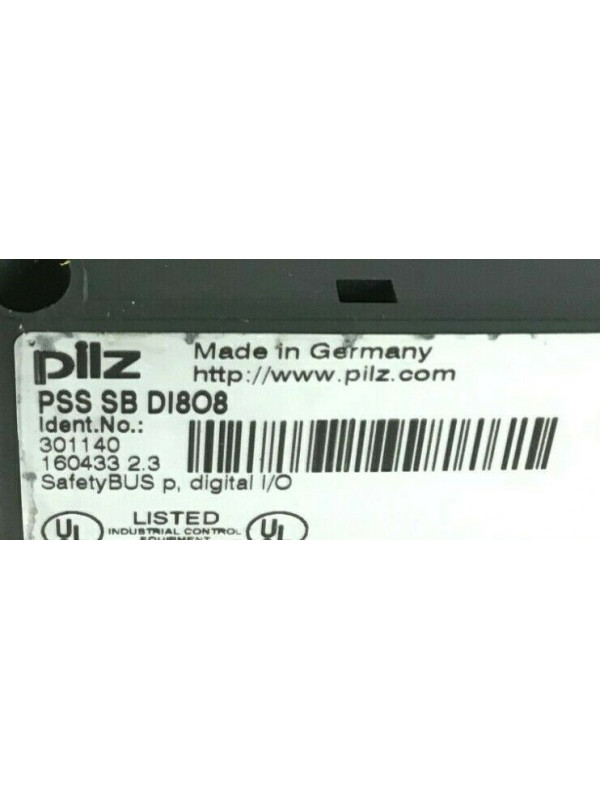 pilz
Made in Germany
http://www.pilz.com
PSS SB DI8O8
Ident.No.:
301140
160433 2.3
SafetyBUS p, digital I/O
UL LISTED UL
INDUSTRIAL CONTROL
EQUIPMENT